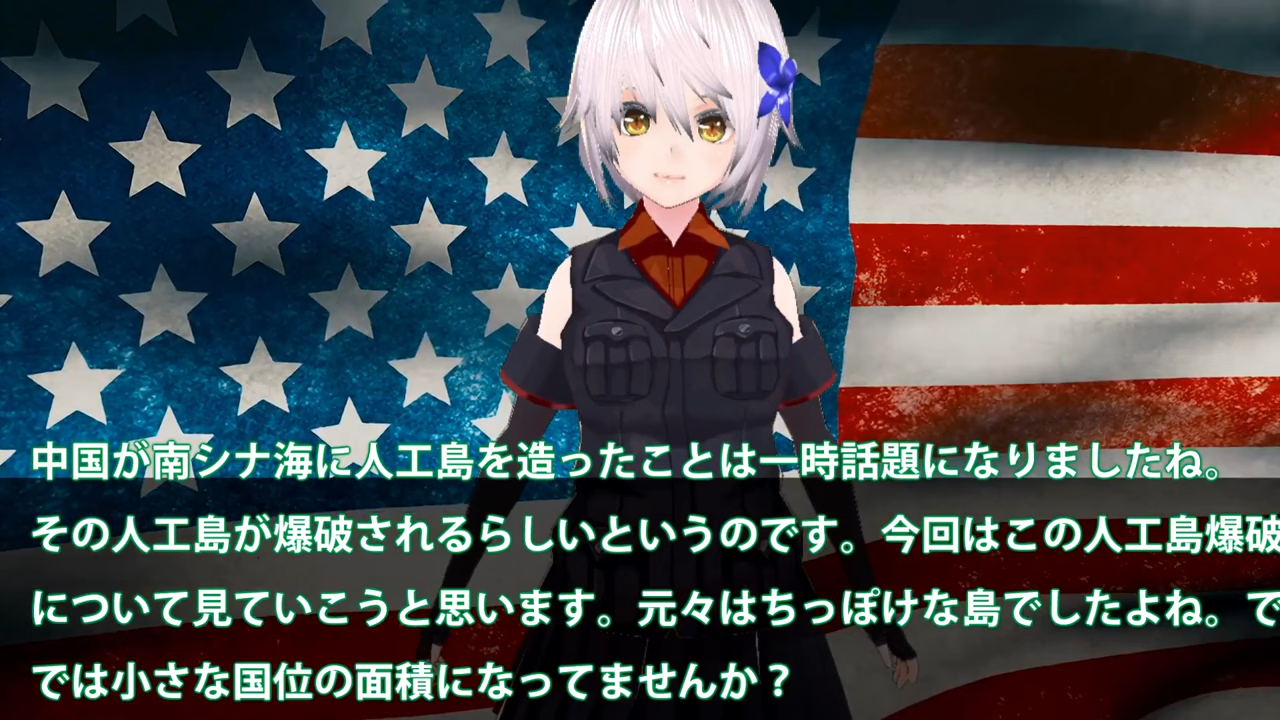 中国が南シナ海に人工島を造ったことは一時話題になりましたね。
その人工島が爆破されるらしいというのです。今回はこの人工島爆破
について見ていこうと思います。元々はちっぽけな島でしたよね。で
では小さな国位の面積になってませんか？